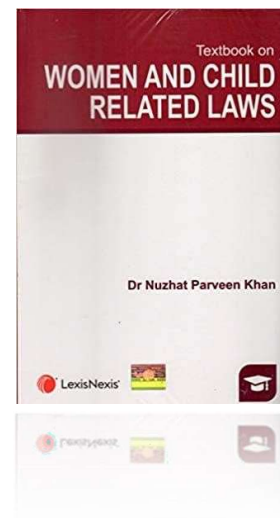 Textbook on
WOMEN AND CHILD
RELATED LAWS
Dr Nuzhat Parveen Khan
LexisNexis®